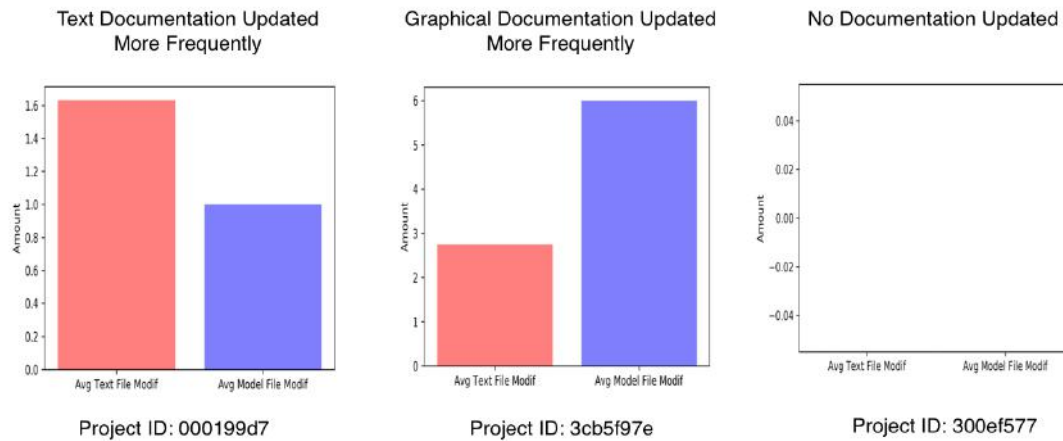 Text Documentation Updated
More Frequently
1.6
1.4
1.2
1.0
0.8
0.6
0.4
0.2
0.0
Amount
Avg Text File Modif
Avg Model File Modif
Project ID: 000199d7
Graphical Documentation Updated
More Frequently
6
5
4
3
2
1
0
Amount
Avg Text File Modif
Avg Model File Modif
Project ID: 3cb5f97e
No Documentation Updated
0.04
0.02
0.00
−0.02
−0.04
Amount
Avg Text File Modif
Avg Model File Modif
Project ID: 300ef577